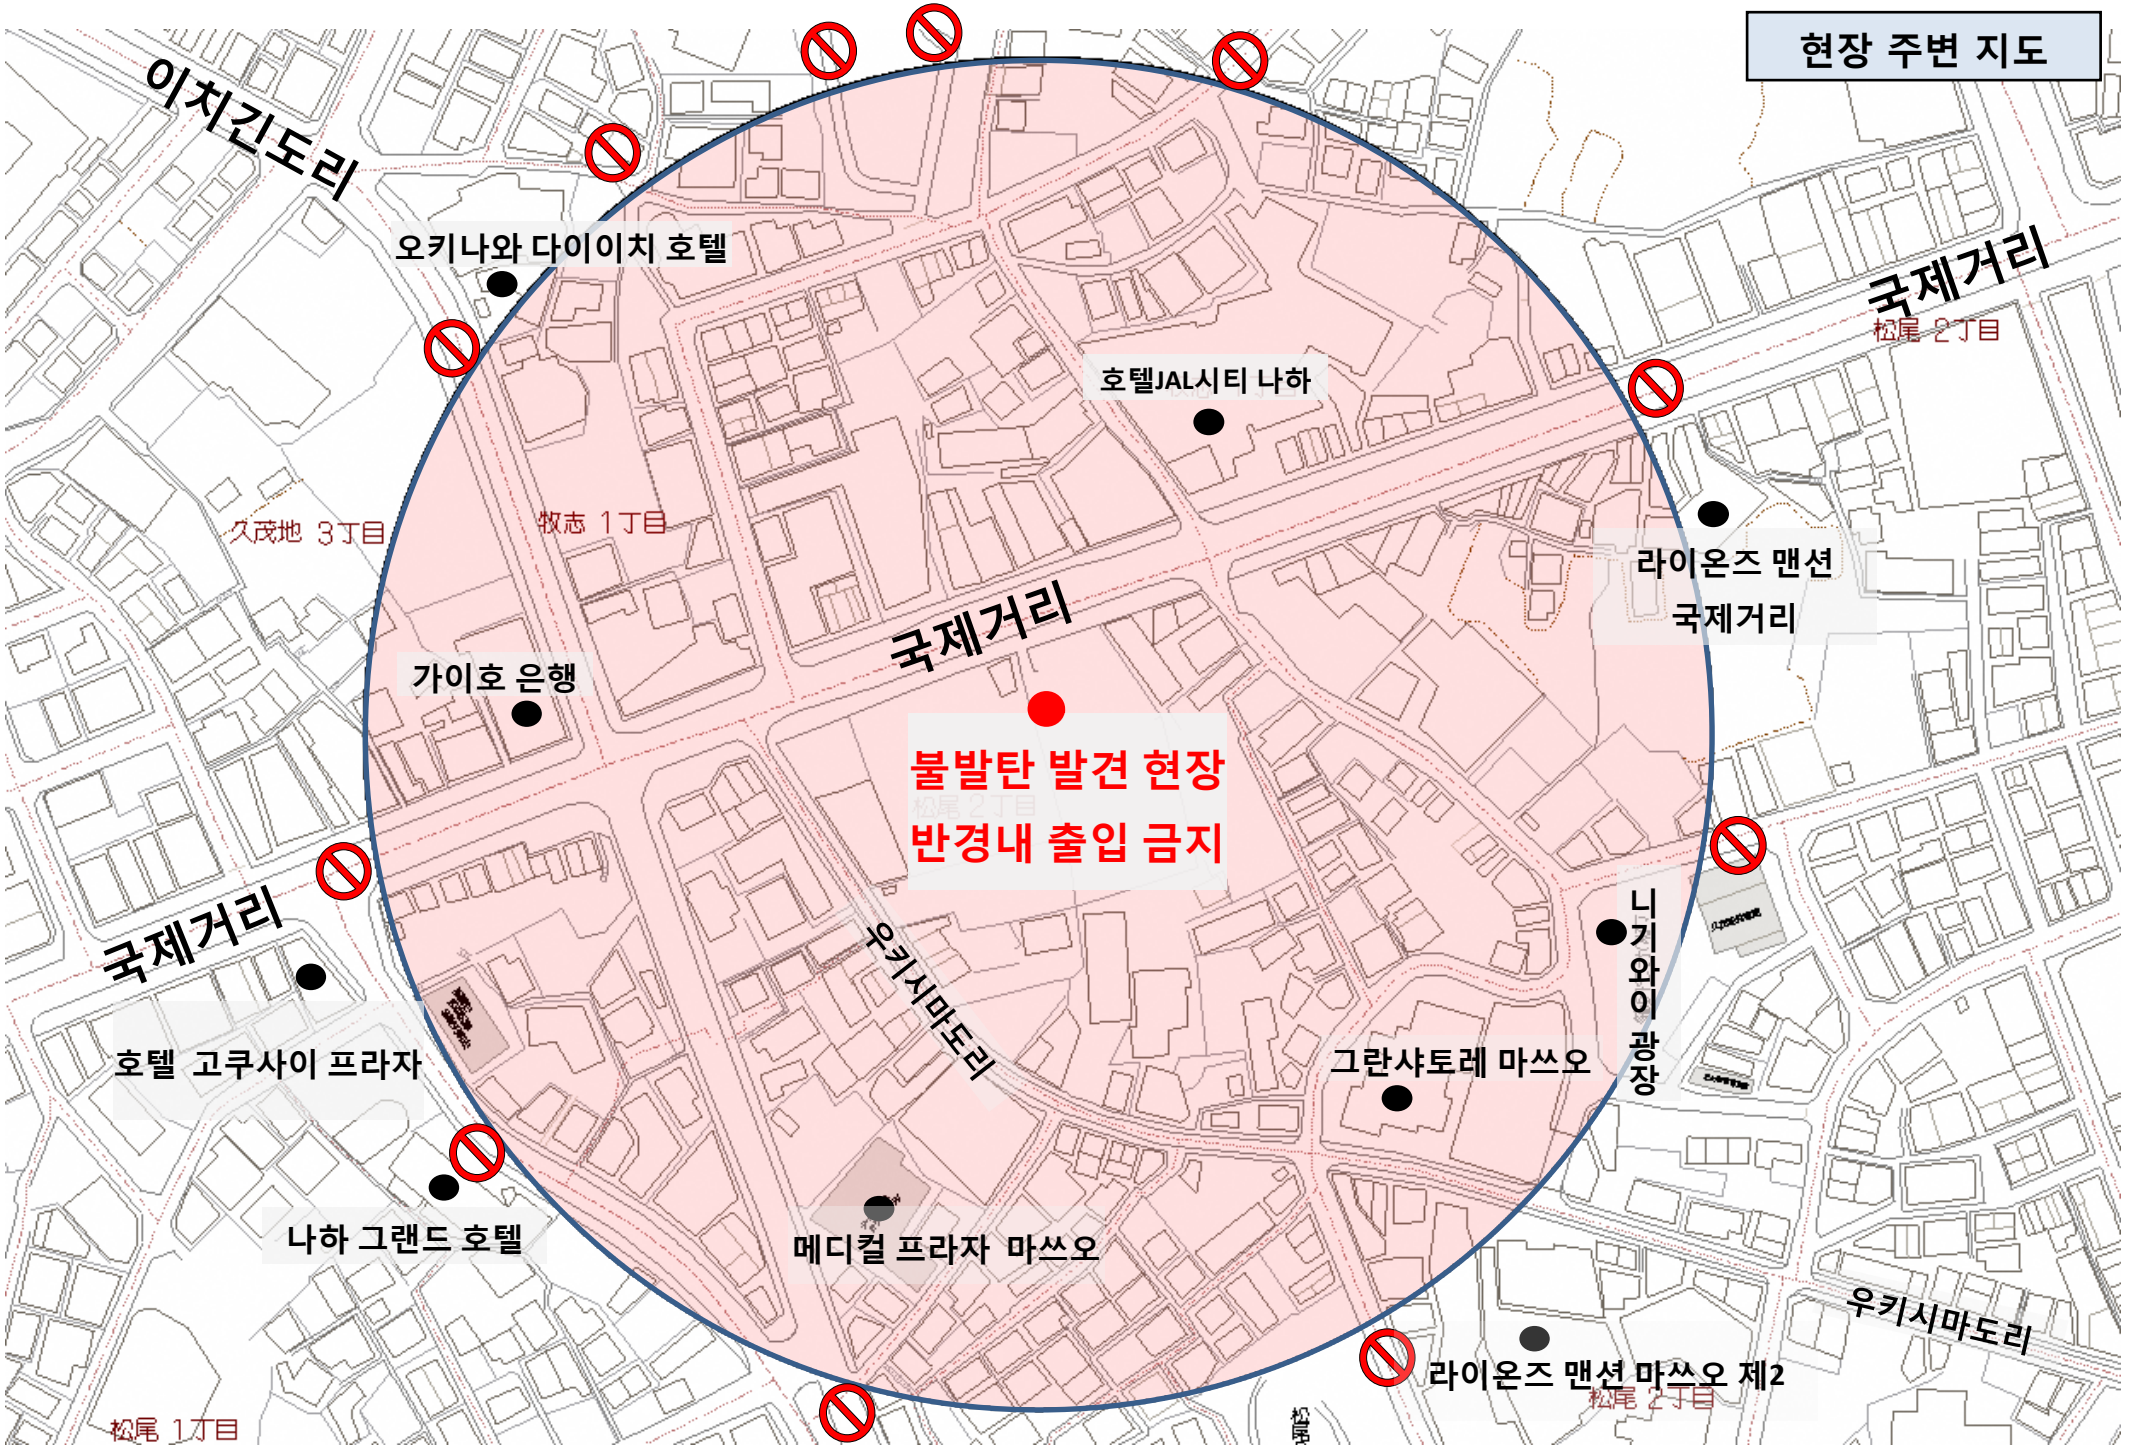 현장 주변 지도
이치긴도리
오키나와 다이이치 호텔
국제거리
松尾 2丁目
호텔JAL시티 나하
久茂地 3丁目
牧志 1丁目
라이온즈 맨션
국제거리
국제거리
가이호 은행
불발탄 발견 현장
松尾 2丁目
반경내 출입 금지
국제거리
니기와이 광장
우키시마도리
호텔 고쿠사이 프라자
그란샤토레 마쓰오
나하 그랜드 호텔
메디컬 프라자 마쓰오
우키시마도리
라이온즈 맨션 마쓰오 제2
松尾 2丁目
松尾 1丁目